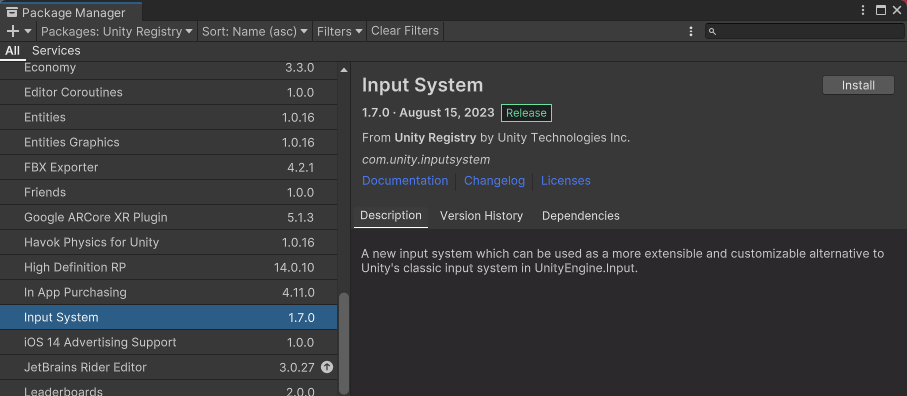 Package Manager
Packages: Unity Registry Sort: Name (asc) Filters Clear Filters
All Services
Economy 3.3.0
Editor Coroutines 1.0.0
Entities 1.0.16
Entities Graphics 1.0.16
FBX Exporter 4.2.1
Friends 1.0.0
Google ARCore XR Plugin 5.1.3
Havok Physics for Unity 1.0.16
High Definition RP 14.0.10
In App Purchasing 4.11.0
Input System 1.7.0
iOS 14 Advertising Support 1.0.0
JetBrains Rider Editor 3.0.27
Leaderboards 2.0.0
Input System Install
1.7.0 · August 15, 2023 Release
From Unity Registry by Unity Technologies Inc.
com.unity.inputsystem
Documentation Changelog Licenses
Description Version History Dependencies
A new input system which can be used as a more extensible and customizable alternative to
Unity's classic input system in UnityEngine.Input.